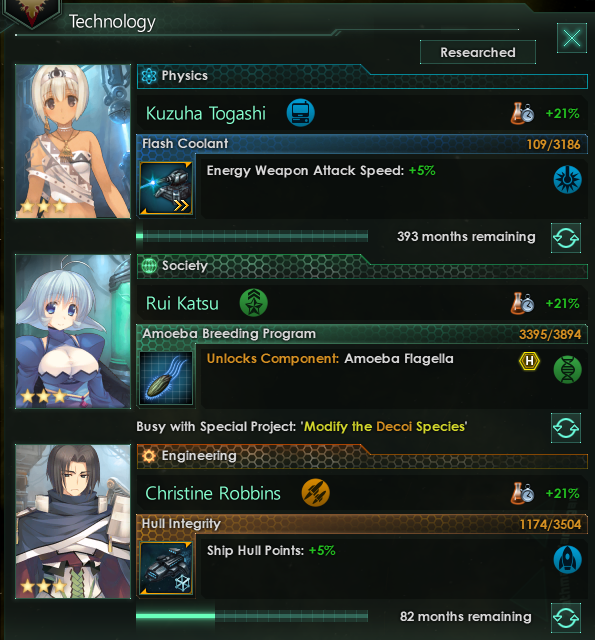 Technology
Researched
Physics
Kuzuha Togashi
+21%
Flash Coolant
109/3186
Energy Weapon Attack Speed: +5%
393 months remaining
Society
Rui Katsu
+21%
Amoeba Breeding Program
3395/3894
Unlocks Component: Amoeba Flagella
H
Busy with Special Project: 'Modify the Decoi Species'
Engineering
Christine Robbins
+21%
Hull Integrity
1174/3504
Ship Hull Points: +5%
82 months remaining